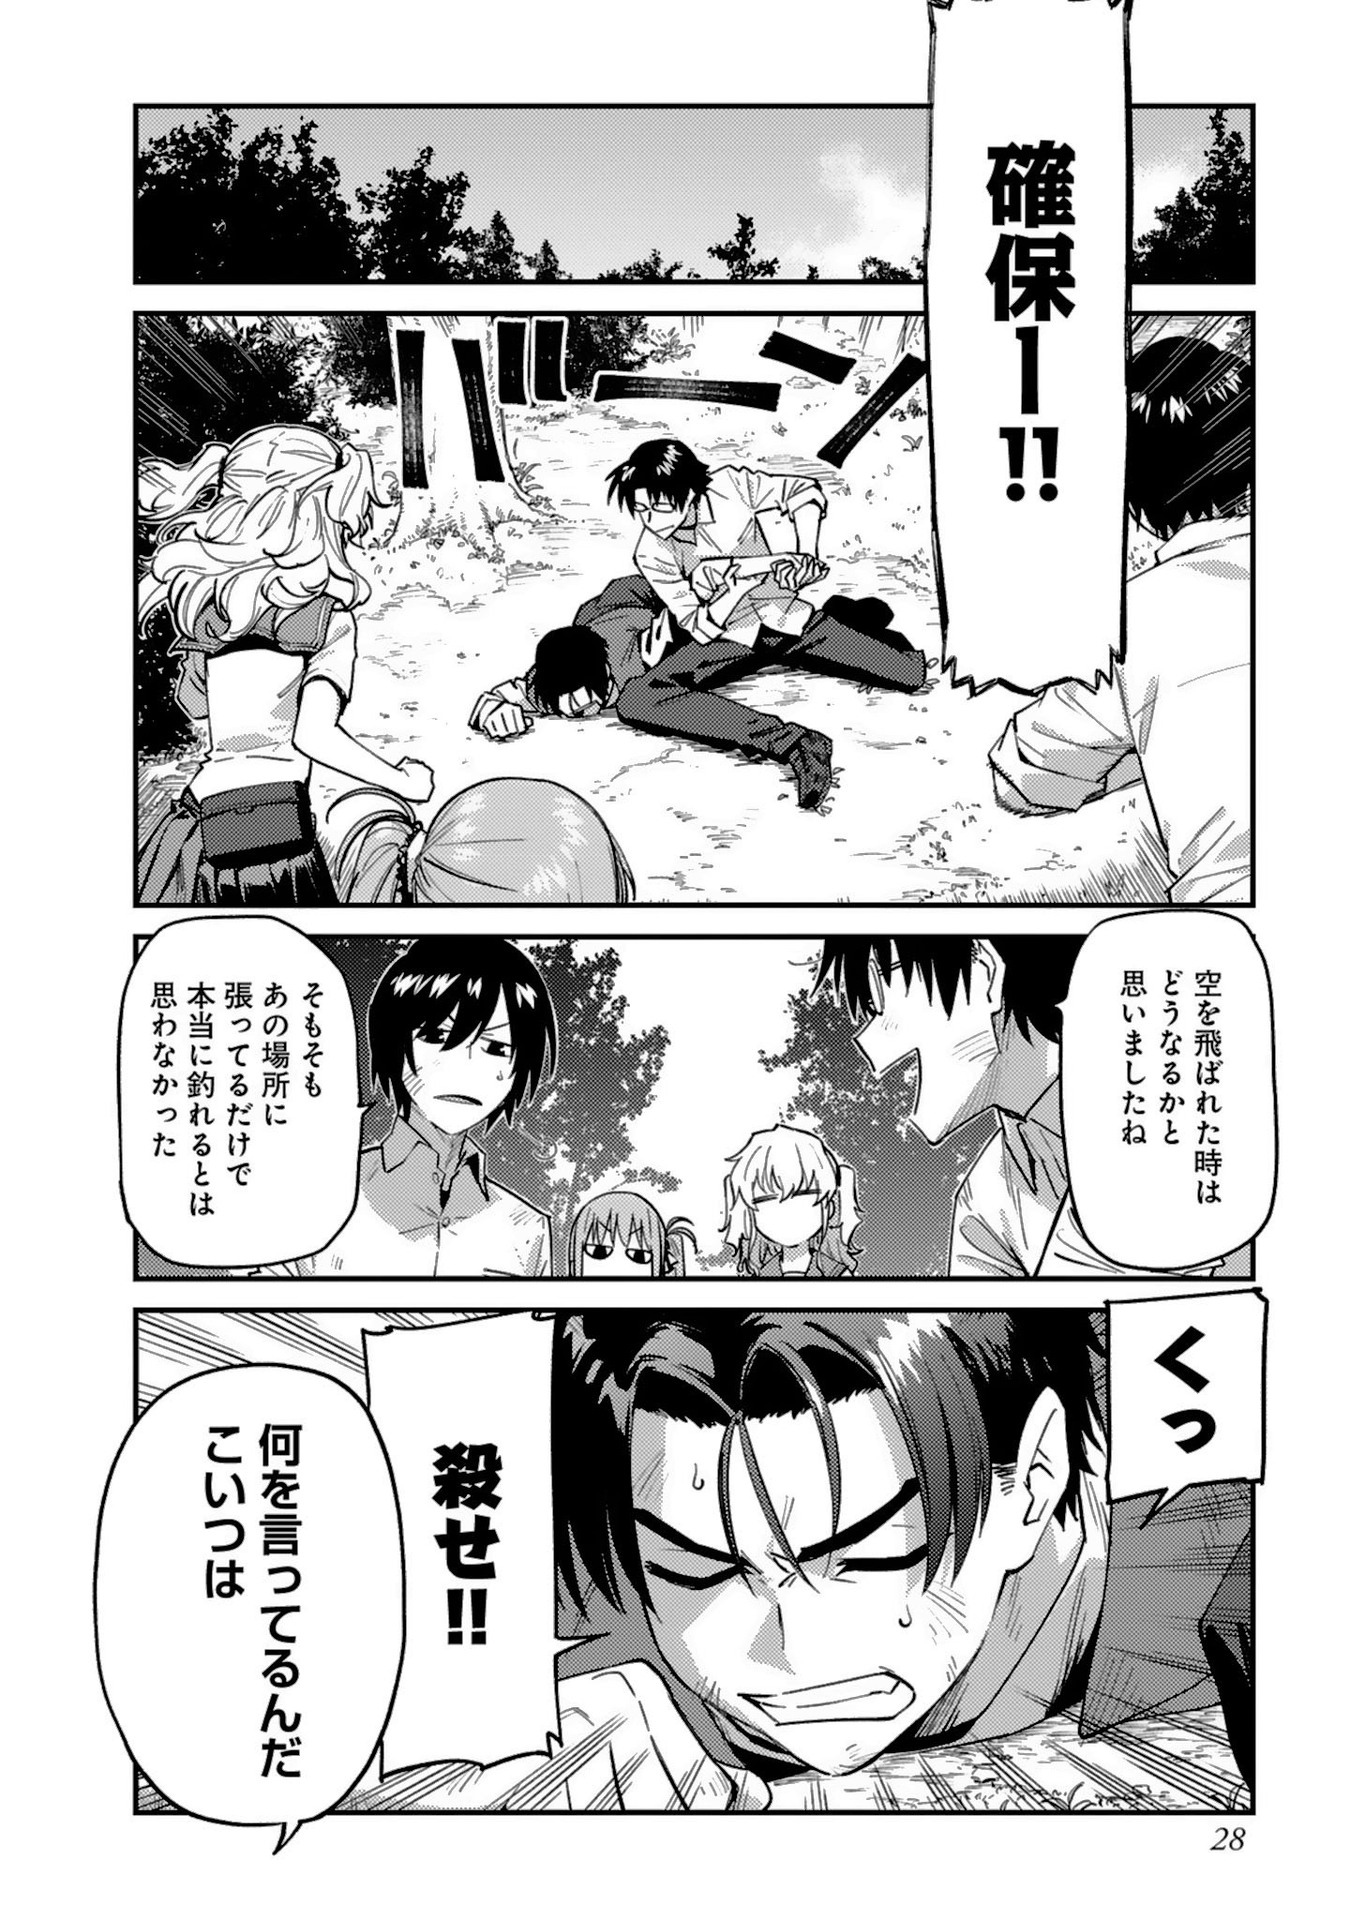 確保ー!!
バーン
空を飛ばれた時は
どうなるかと
思いましたね
そもそも
あの場所に
張ってるだけで
本当に釣れるとは
思わなかった
くっ
殺せ!!
何を言ってるんだ
こいつは
28